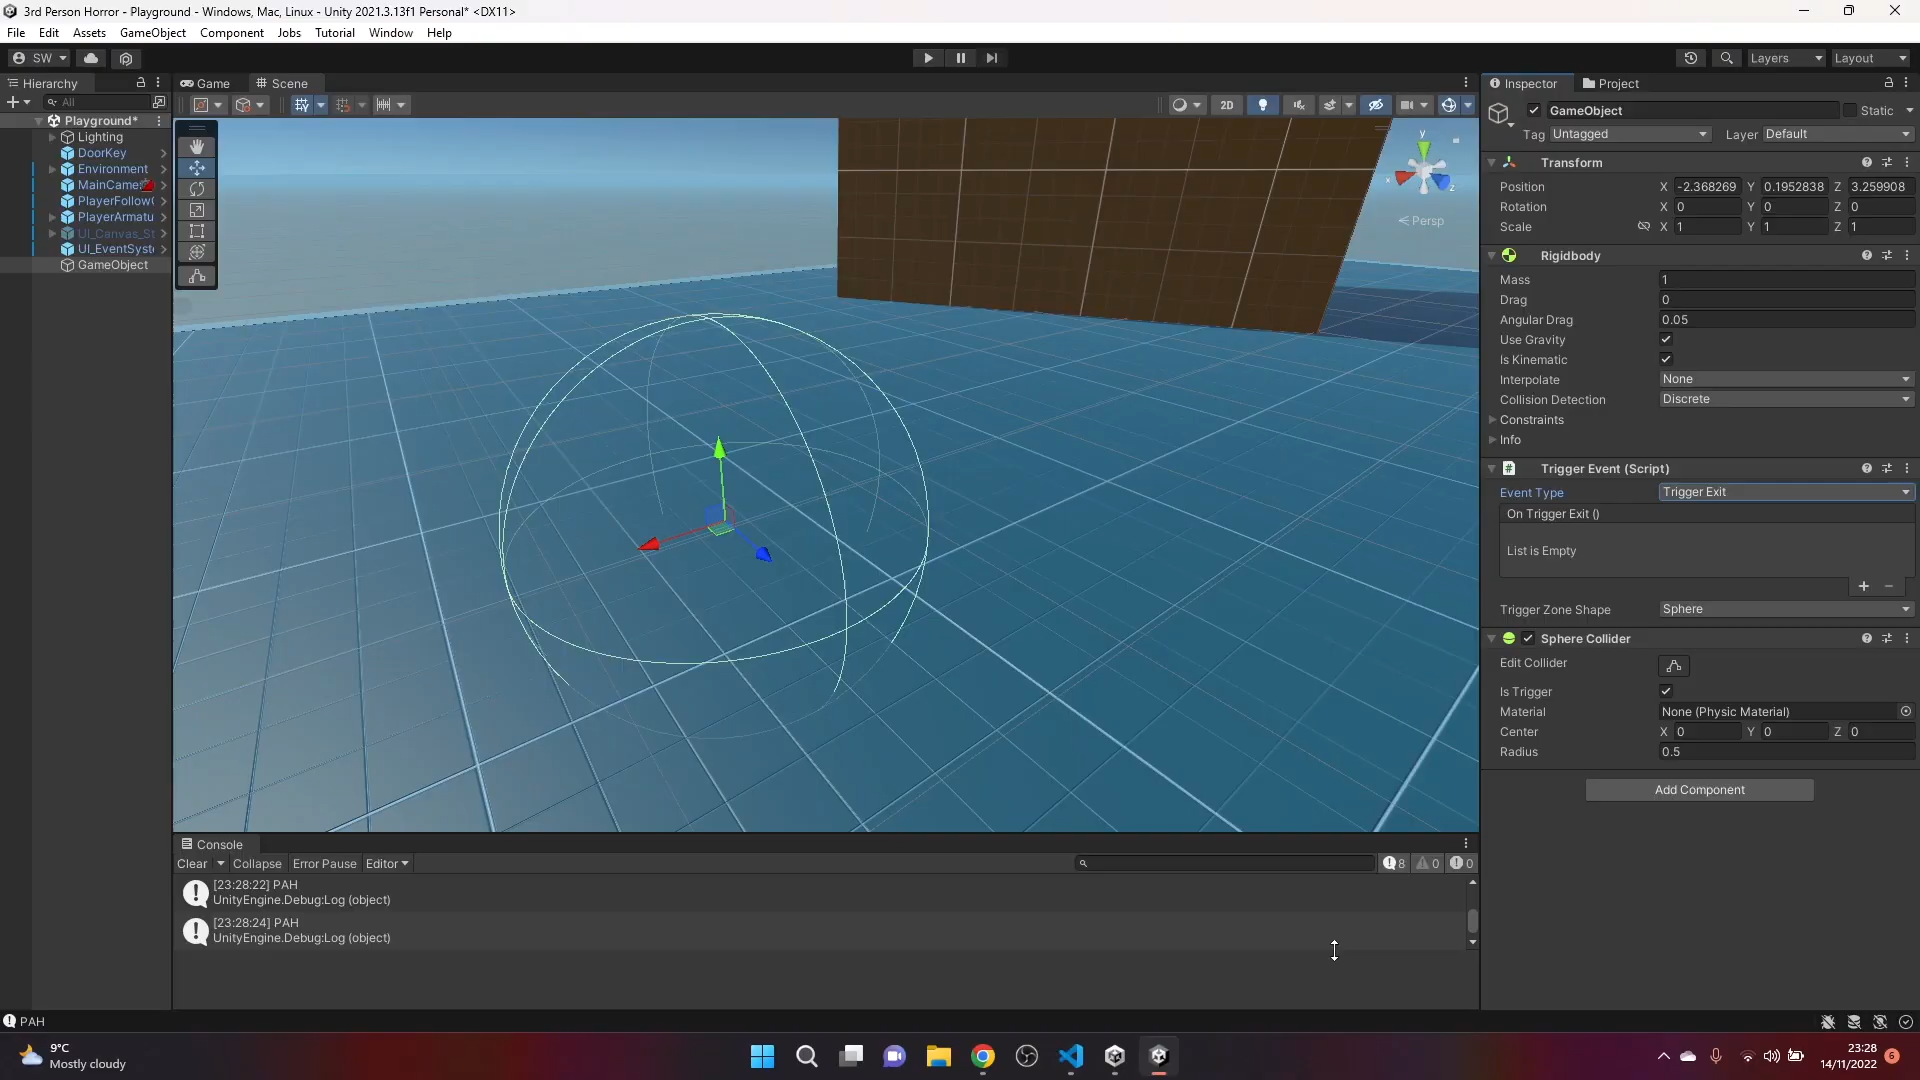 3rd Person Horror - Playground - Windows, Mac, Linux - Unity 2021.3.13f1 Personal* <DX11>
File Edit Assets GameObject Component Jobs Tutorial Window Help
SW
Layers
Layout
Hierarchy
All
Playground*
Lighting
DoorKey
Environment
MainCame
PlayerFollow
PlayerArmatu
UI_Canvas_St
UI_EventSyst
GameObject
Game
Scene
2D
y
x
z
Persp
Console
Clear Collapse Error Pause Editor
8 0 0
[23:28:22] PAH
UnityEngine.Debug:Log (object)
[23:28:24] PAH
UnityEngine.Debug:Log (object)
Inspector
Project
GameObject
Static
Tag Untagged Layer Default
Transform
Position X -2.368269 Y 0.1952838 Z 3.259908
Rotation X 0 Y 0 Z 0
Scale X 1 Y 1 Z 1
Rigidbody
Mass 1
Drag 0
Angular Drag 0.05
Use Gravity
Is Kinematic
Interpolate None
Collision Detection Discrete
Constraints
Info
Trigger Event (Script)
Event Type Trigger Exit
On Trigger Exit ()
List is Empty
Trigger Zone Shape Sphere
Sphere Collider
Edit Collider
Is Trigger
Material None (Physic Material)
Center X 0 Y 0 Z 0
Radius 0.5
Add Component
PAH
9°C
Mostly cloudy
23:28
14/11/2022
6